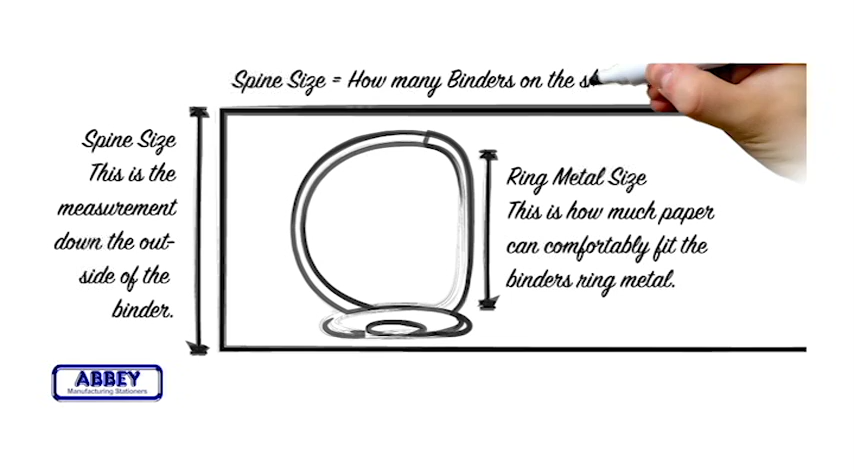 Spine Size = How many Binders on the
Spine Size
This is the
measurement
down the out-
side of the
binder.
Ring Metal Size
This is how much paper
can comfortably fit the
binders ring metal.
ABBEY
Manufacturing Stationers